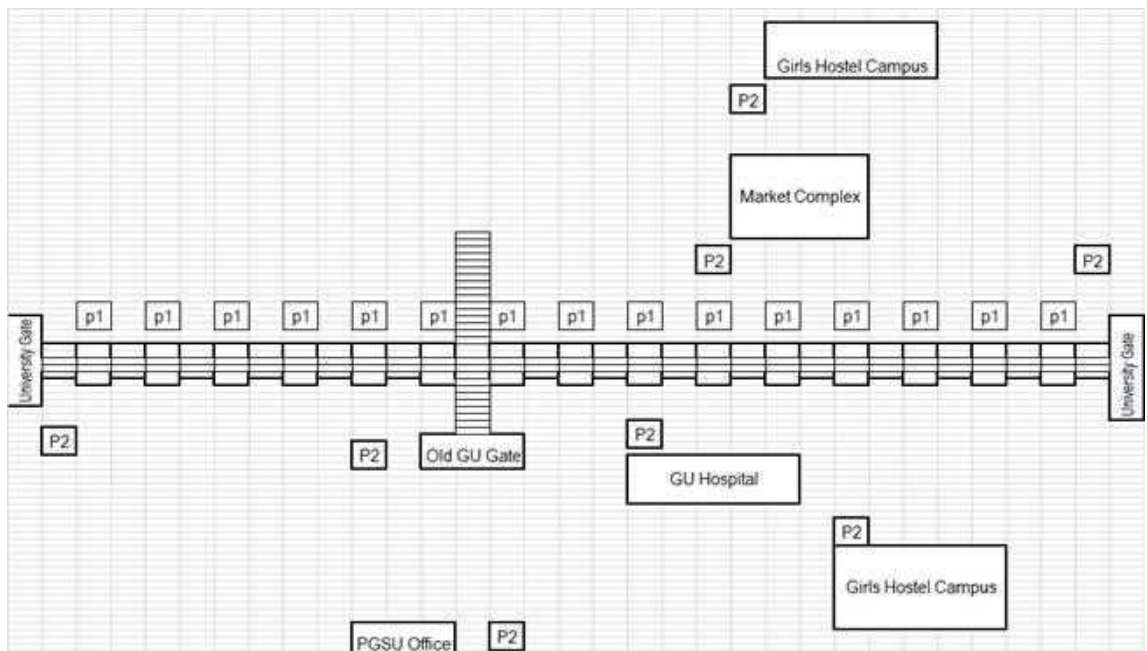 Girls Hostel Campus
P2
Market Complex
P2
P2
p1 p1 p1 p1 p1 p1 p1 p1 p1 p1 p1 p1 p1 p1 p1
University Gate
University Gate
P2
P2
Old GU Gate
P2
GU Hospital
P2
Girls Hostel Campus
PGSU Office
P2